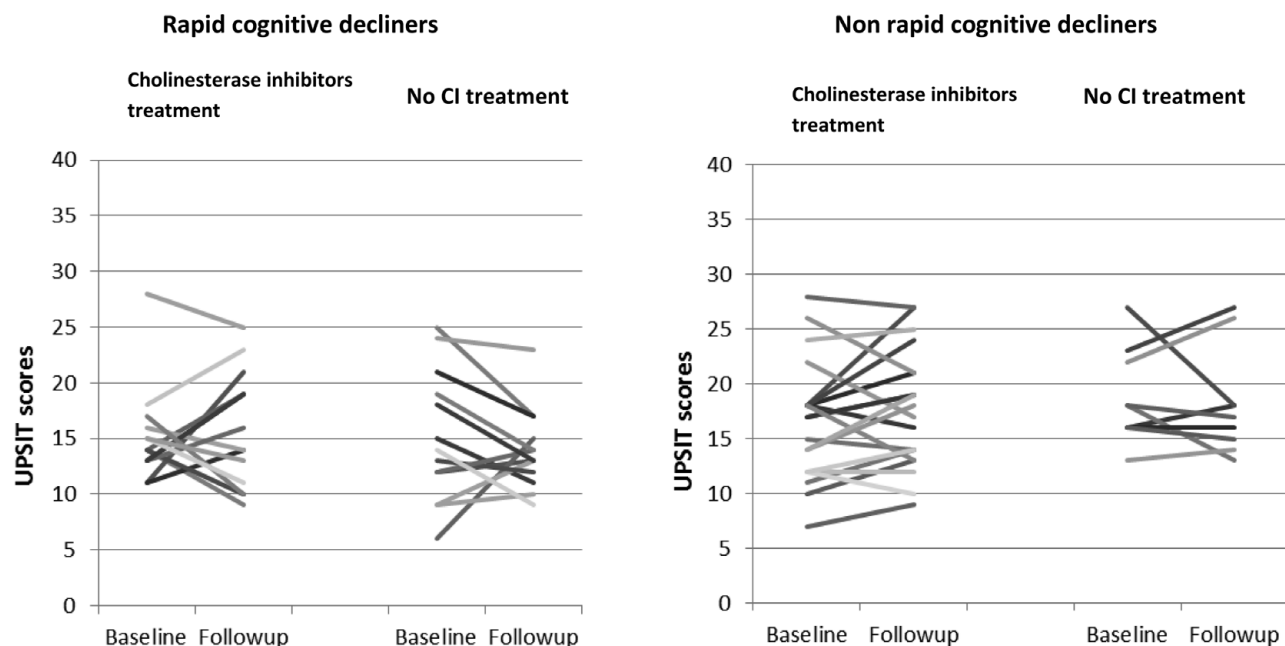 Rapid cognitive decliners
Cholinesterase inhibitors
treatment
No CI treatment
UPSIT scores
40
35
30
25
20
15
10
5
0
Baseline Followup
Baseline Followup
Non rapid cognitive decliners
Cholinesterase inhibitors
treatment
No CI treatment
UPSIT scores
40
35
30
25
20
15
10
5
0
Baseline Followup
Baseline Followup